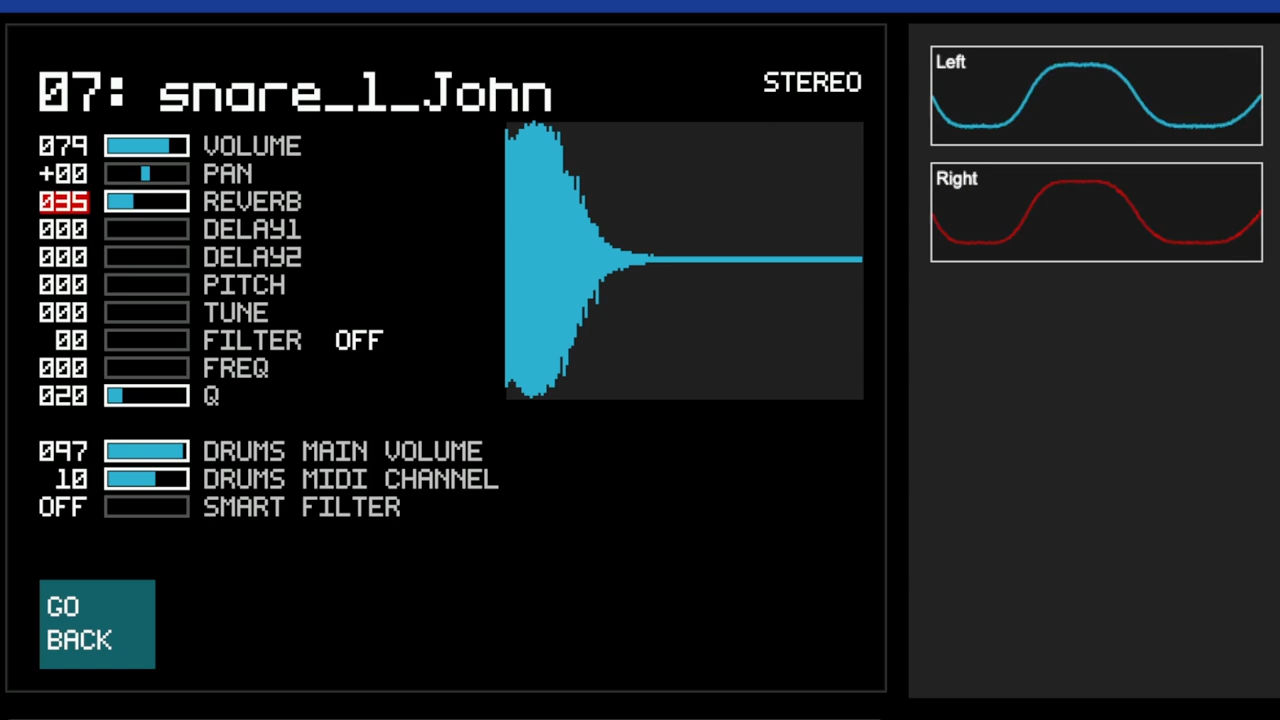 07: snare_l_John
STEREO
079 VOLUME
+00 PAN
035 REVERB
000 DELAY1
000 DELAY2
000 PITCH
000 TUNE
00 FILTER OFF
000 FREQ
020 Q
097 DRUMS MAIN VOLUME
10 DRUMS MIDI CHANNEL
OFF SMART FILTER
GO
BACK
Left
Right